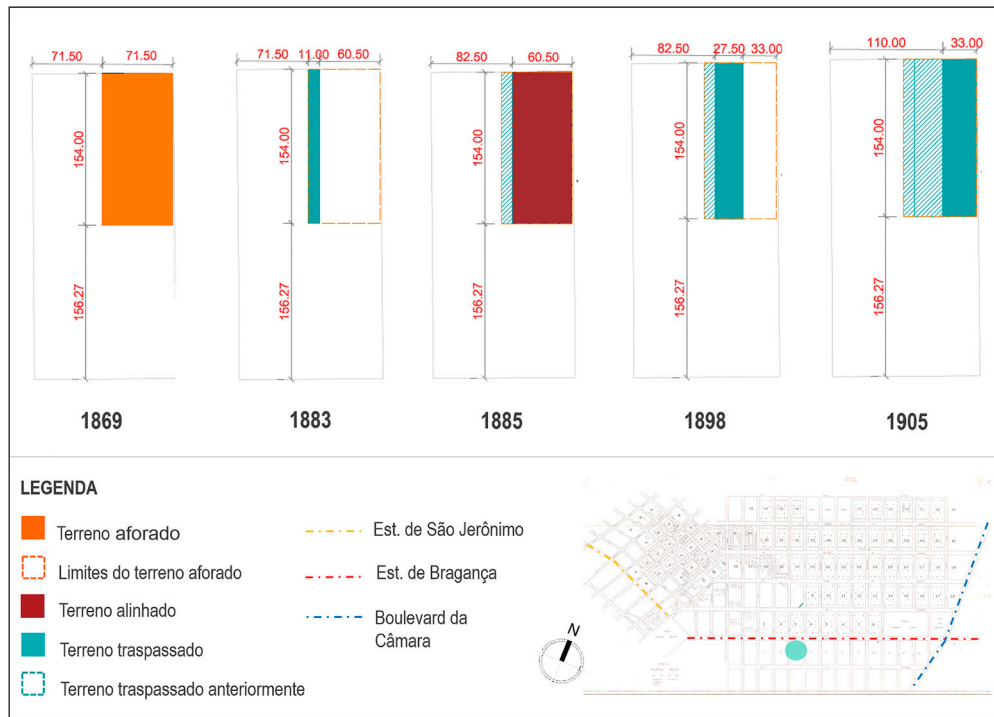 71.50 71.50
154.00
156.27
1869
71.50 11.00 60.50
154.00
156.27
1883
82.50 60.50
154.00
156.27
1885
82.50 27.50 33.00
154.00
156.27
1898
110.00 33.00
154.00
156.27
1905
LEGENDA
Terreno aforado
Limites do terreno aforado
Terreno alinhado
Terreno traspassado
Terreno traspassado anteriormente
Est. de São Jerônimo
Est. de Bragança
Boulevard da
Câmara
N